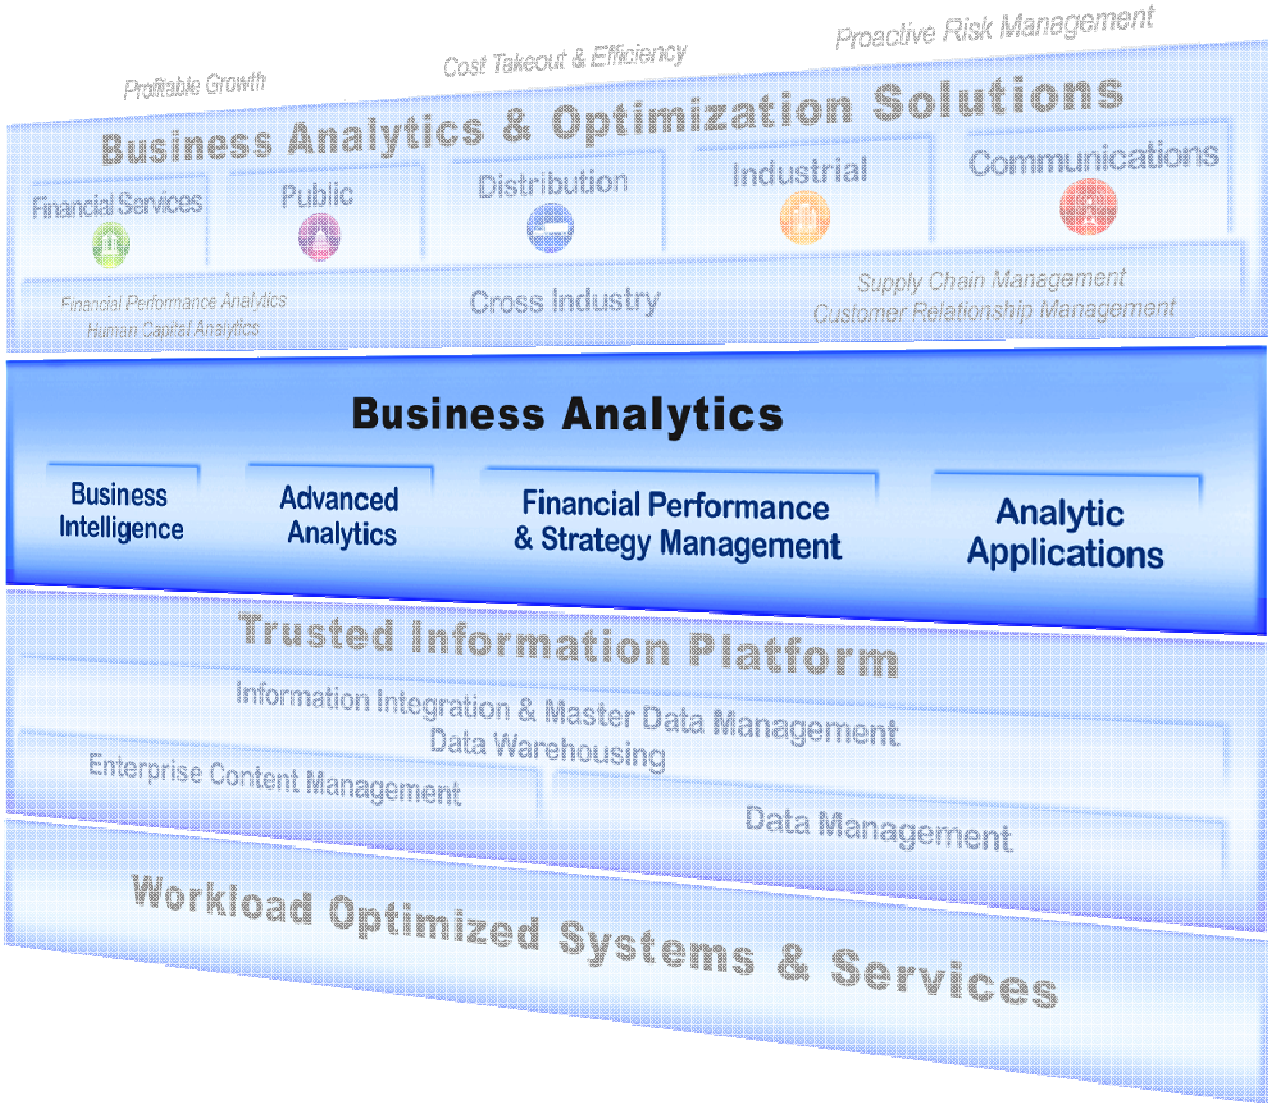 Profitable Growth
Cost Takeout & Efficiency
Proactive Risk Management
Business Analytics & Optimization Solutions
Financial Services
Public
Distribution
Industrial
Communications
Financial Performance Analytics
Human Capital Analytics
Cross Industry
Supply Chain Management
Customer Relationship Management
Business Analytics
Business
Intelligence
Advanced
Analytics
Financial Performance
& Strategy Management
Analytic
Applications
Trusted Information Platform
Information Integration & Master Data Management
Data Warehousing
Enterprise Content Management
Data Management
Workload Optimized Systems & Services